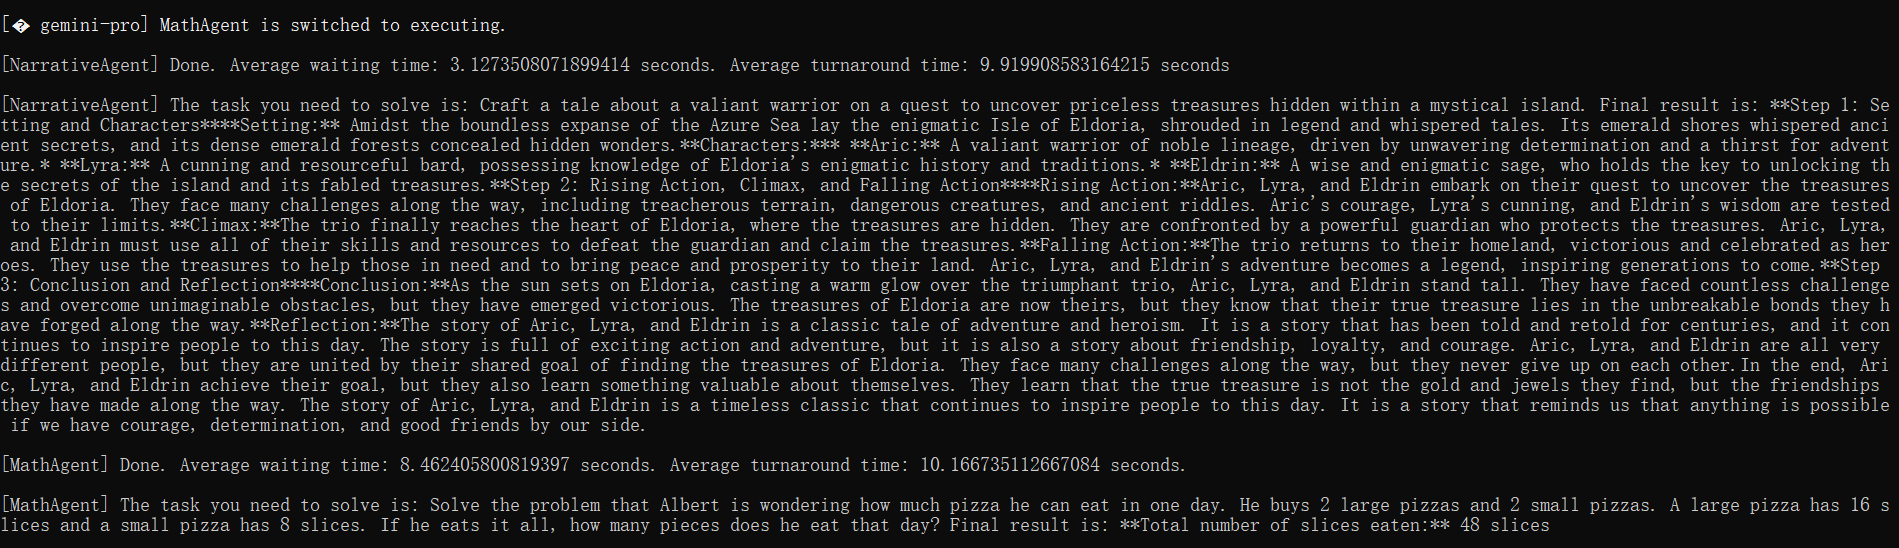 [� gemini-pro] MathAgent is switched to executing.
[NarrativeAgent] Done. Average waiting time: 3.1273508071899414 seconds. Average turnaround time: 9.919908583164215 seconds
[NarrativeAgent] The task you need to solve is: Craft a tale about a valiant warrior on a quest to uncover priceless treasures hidden within a mystical island. Final result is: **Step 1: Se
tting and Characters****Setting:** Amidst the boundless expanse of the Azure Sea lay the enigmatic Isle of Eldoria, shrouded in legend and whispered tales. Its emerald shores whispered anci
ent secrets, and its dense emerald forests concealed hidden wonders.**Characters:*** **Aric:** A valiant warrior of noble lineage, driven by unwavering determination and a thirst for advent
ure.* **Lyra:** A cunning and resourceful bard, possessing knowledge of Eldoria's enigmatic history and traditions.* **Eldrin:** A wise and enigmatic sage, who holds the key to unlocking th
e secrets of the island and its fabled treasures.**Step 2: Rising Action, Climax, and Falling Action****Rising Action:**Aric, Lyra, and Eldrin embark on their quest to uncover the treasures
of Eldoria. They face many challenges along the way, including treacherous terrain, dangerous creatures, and ancient riddles. Aric's courage, Lyra's cunning, and Eldrin's wisdom are tested
to their limits.**Climax:**The trio finally reaches the heart of Eldoria, where the treasures are hidden. They are confronted by a powerful guardian who protects the treasures. Aric, Lyra,
and Eldrin must use all of their skills and resources to defeat the guardian and claim the treasures.**Falling Action:**The trio returns to their homeland, victorious and celebrated as her
oes. They use the treasures to help those in need and to bring peace and prosperity to their land. Aric, Lyra, and Eldrin's adventure becomes a legend, inspiring generations to come.**Step
3: Conclusion and Reflection****Conclusion:**As the sun sets on Eldoria, casting a warm glow over the triumphant trio, Aric, Lyra, and Eldrin stand tall. They have faced countless challenge
s and overcome unimaginable obstacles, but they have emerged victorious. The treasures of Eldoria are now theirs, but they know that their true treasure lies in the unbreakable bonds they h
ave forged along the way.**Reflection:**The story of Aric, Lyra, and Eldrin is a classic tale of adventure and heroism. It is a story that has been told and retold for centuries, and it con
tinues to inspire people to this day. The story is full of exciting action and adventure, but it is also a story about friendship, loyalty, and courage. Aric, Lyra, and Eldrin are all very
different people, but they are united by their shared goal of finding the treasures of Eldoria. They face many challenges along the way, but they never give up on each other.In the end, Ari
c, Lyra, and Eldrin achieve their goal, but they also learn something valuable about themselves. They learn that the true treasure is not the gold and jewels they find, but the friendships
they have made along the way. The story of Aric, Lyra, and Eldrin is a timeless classic that continues to inspire people to this day. It is a story that reminds us that anything is possible
if we have courage, determination, and good friends by our side.
[MathAgent] Done. Average waiting time: 8.462405800819397 seconds. Average turnaround time: 10.166735112667084 seconds.
[MathAgent] The task you need to solve is: Solve the problem that Albert is wondering how much pizza he can eat in one day. He buys 2 large pizzas and 2 small pizzas. A large pizza has 16 s
lices and a small pizza has 8 slices. If he eats it all, how many pieces does he eat that day? Final result is: **Total number of slices eaten:** 48 slices